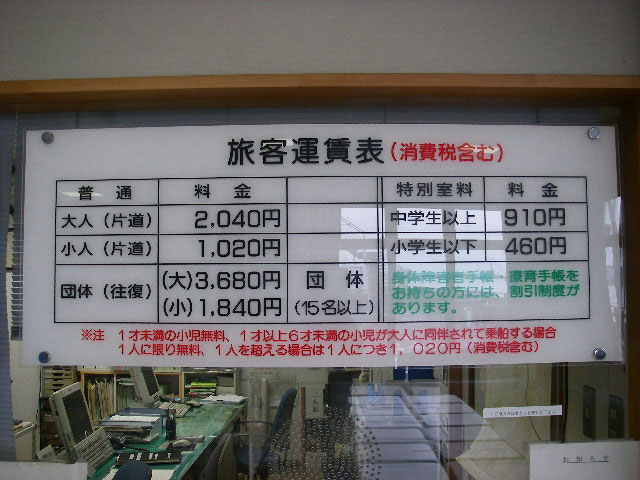 旅客運賃表(消費税含む)
普通 料金 特別室料 料金
大人(片道) 2,040円 中学生以上 910円
小人(片道) 1,020円 小学生以下 460円
団体(往復) (大)3,680円 団体 身体障害者手帳・療育手帳を
(小)1,840円 (15名以上) お持ちの方には、割引制度が
あります。
※注 1才未満の小児無料、1才以上6才未満の小児が大人に同伴されて乗船する場合
1人に限り無料、1人を超える場合は1人につき1,020円(消費税含む)
お知らせ